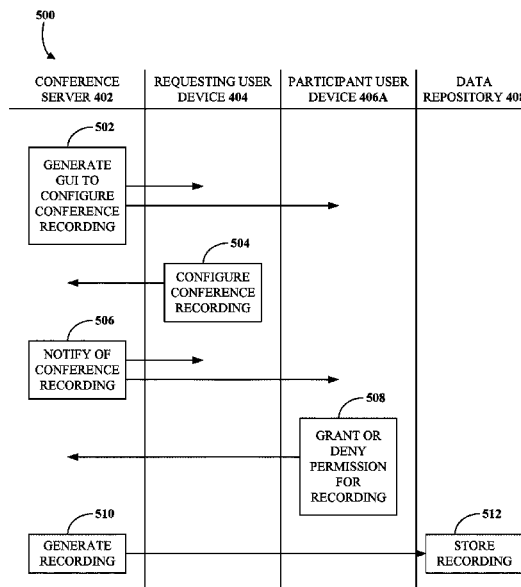 500
CONFERENCE
SERVER 402
REQUESTING USER
DEVICE 404
PARTICIPANT USER
DEVICE 406A
DATA
REPOSITORY 408
502
GENERATE
GUI TO
CONFIGURE
CONFERENCE
RECORDING
504
CONFIGURE
CONFERENCE
RECORDING
506
NOTIFY OF
CONFERENCE
RECORDING
508
GRANT OR
DENY
PERMISSION
FOR
RECORDING
510
GENERATE
RECORDING
512
STORE
RECORDING